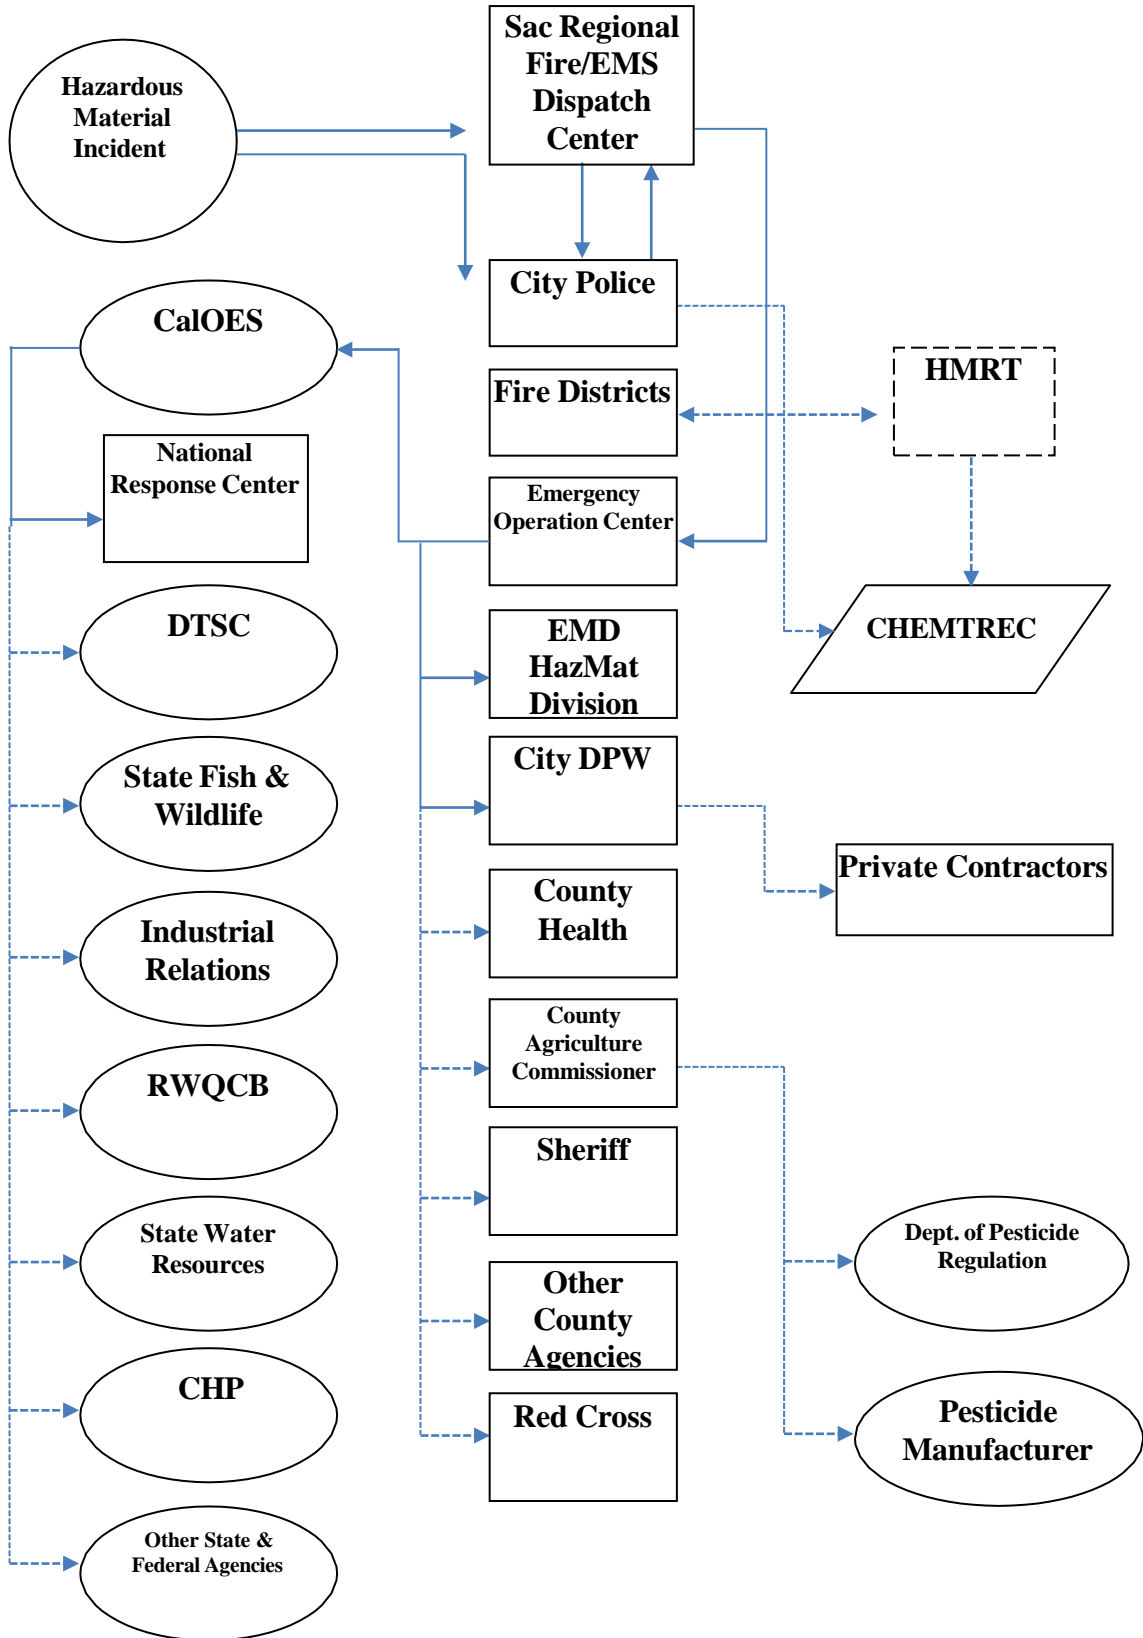 Hazardous
Material
Incident
Sac Regional
Fire/EMS
Dispatch
Center
City Police
CalOES
Fire Districts
HMRT
National
Response Center
Emergency
Operation Center
DTSC
EMD
HazMat
Division
CHEMTREC
State Fish &
Wildlife
City DPW
Private Contractors
Industrial
Relations
County
Health
RWQCB
County
Agriculture
Commissioner
Sheriff
State Water
Resources
Dept. of Pesticide
Regulation
Other
County
Agencies
CHP
Red Cross
Pesticide
Manufacturer
Other State &
Federal Agencies